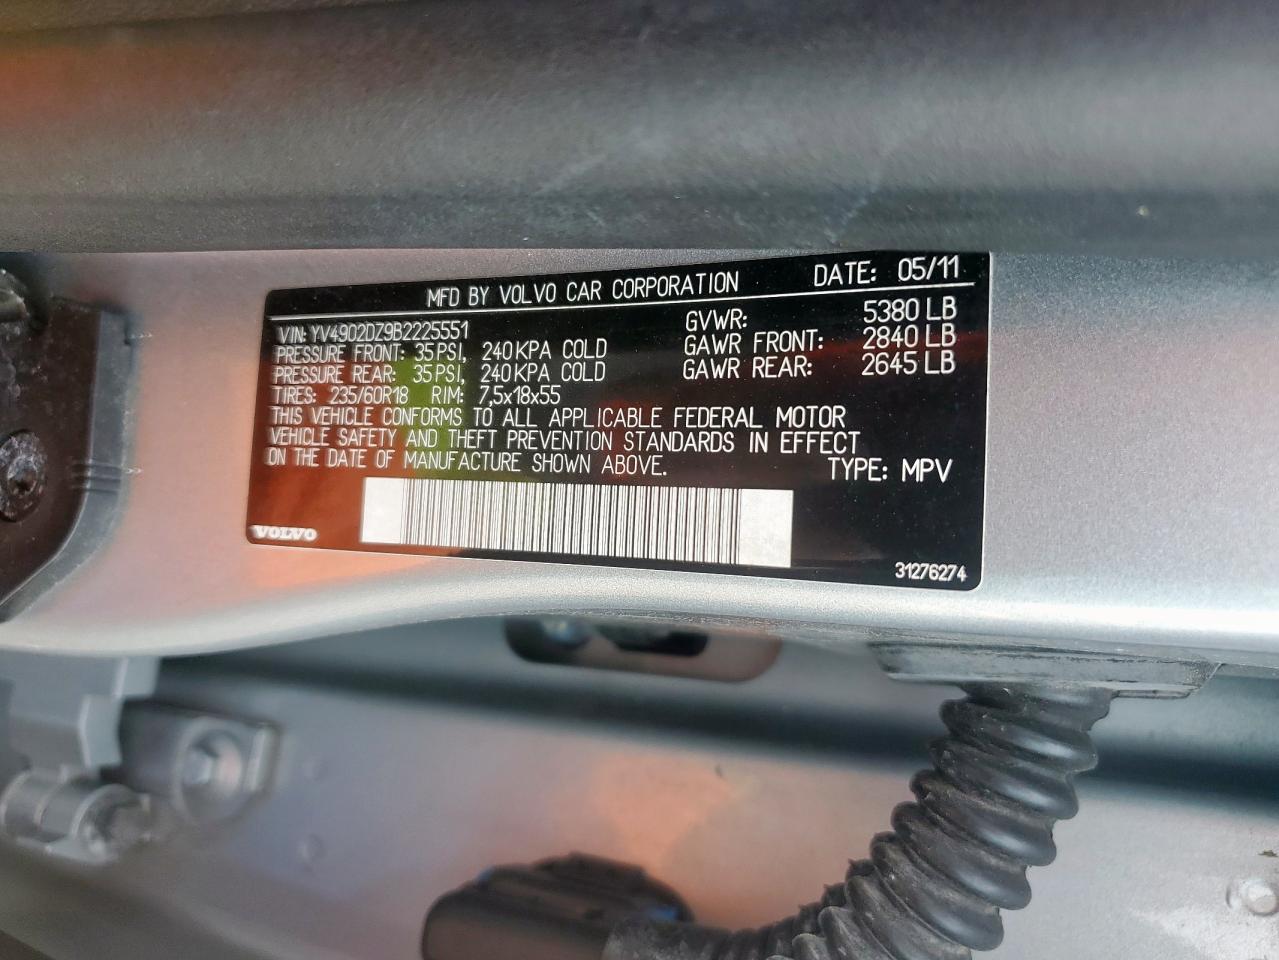 MFD BY VOLVO CAR CORPORATION DATE: 05/11
VIN: YV4902DZ9B2225551 GVWR: 5380 LB
PRESSURE FRONT: 35 PSI, 240 KPA COLD GAWR FRONT: 2840 LB
PRESSURE REAR: 35 PSI, 240 KPA COLD GAWR REAR: 2645 LB
TIRES: 235/60R18 RIM: 7,5x18x55
THIS VEHICLE CONFORMS TO ALL APPLICABLE FEDERAL MOTOR
VEHICLE SAFETY AND THEFT PREVENTION STANDARDS IN EFFECT
ON THE DATE OF MANUFACTURE SHOWN ABOVE. TYPE: MPV
VOLVO
31276274